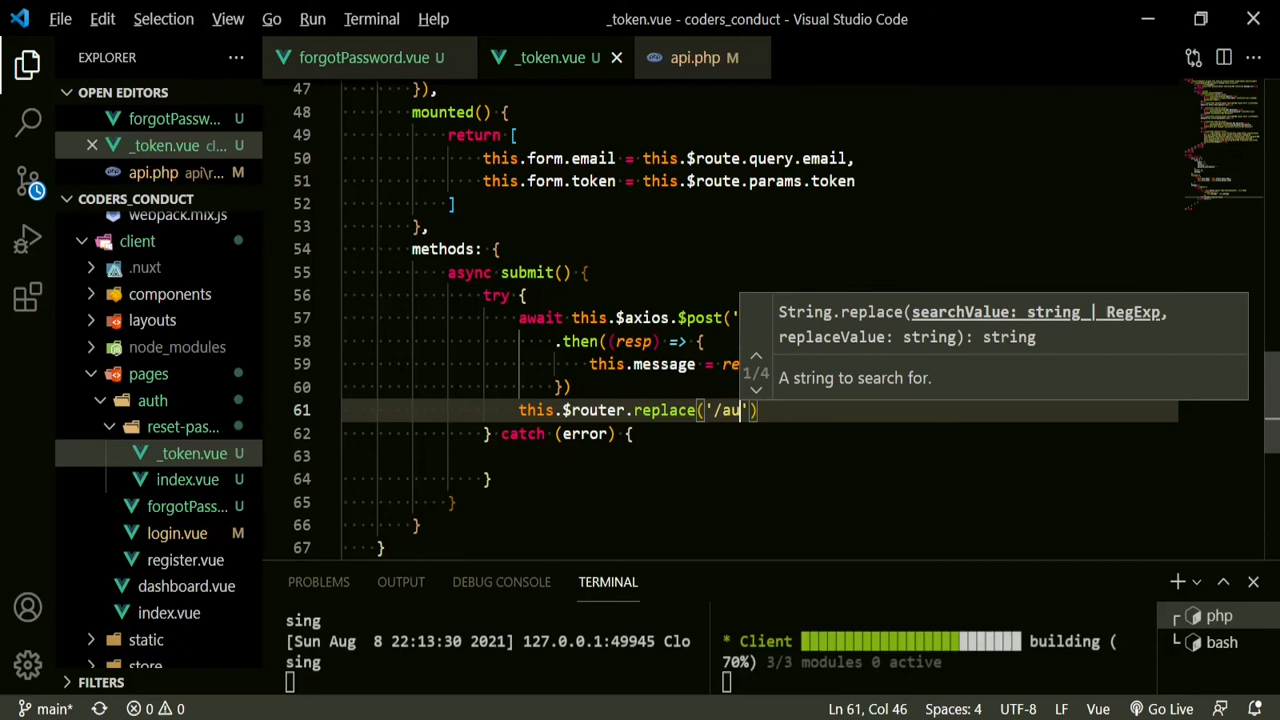 File Edit Selection View Go Run Terminal Help
_token.vue - coders_conduct - Visual Studio Code
EXPLORER
OPEN EDITORS
forgotPassw... U
_token.vue cl... U
api.php api\r... M
CODERS_CONDUCT
webpack.mix.js
client
.nuxt
components
layouts
node_modules
pages
auth
reset-pas...
_token.vue U
index.vue U
forgotPass... U
login.vue M
register.vue
dashboard.vue
index.vue
static
store
FILTERS
forgotPassword.vue U
_token.vue U
api.php M
47 }),
48 mounted() {
49 return [
50 this.form.email = this.$route.query.email,
51 this.form.token = this.$route.params.token
52 ]
53 },
54 methods: {
55 async submit() {
56 try {
57 await this.$axios.$post('
58 .then((resp) => {
59 this.message = re
60 })
61 this.$router.replace('/au')
62 } catch (error) {
63
64 }
65 }
66 }
67 }
String.replace(searchValue: string | RegExp,
replaceValue: string): string
1/4
A string to search for.
PROBLEMS OUTPUT DEBUG CONSOLE TERMINAL
sing
[Sun Aug 8 22:13:30 2021] 127.0.0.1:49945 Clo
sing
* Client building (
70%) 3/3 modules 0 active
php
bash
main* 0 0
Ln 61, Col 46 Spaces: 4 UTF-8 LF Vue Go Live